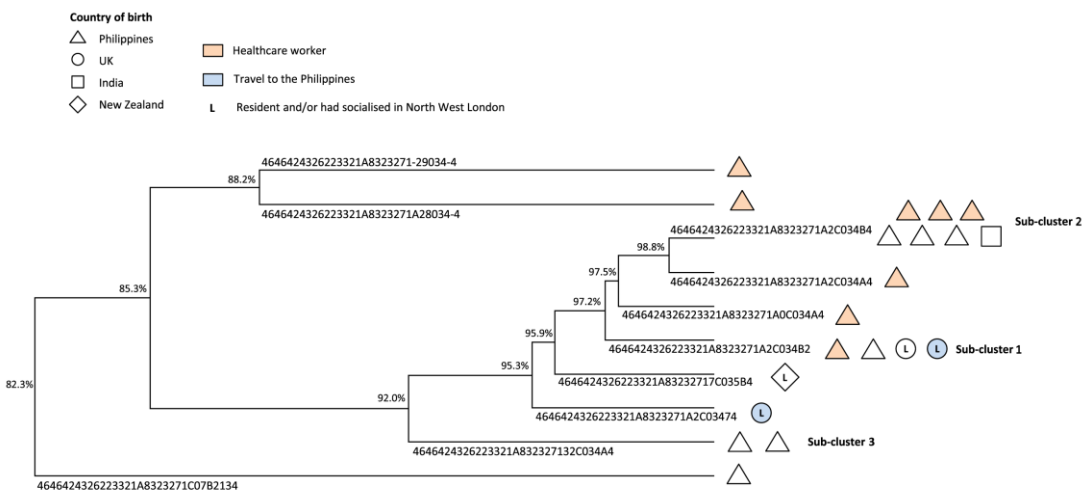 Country of birth
Philippines
UK
India
New Zealand
Healthcare worker
Travel to the Philippines
L Resident and/or had socialised in North West London
4646424326223321A8323271-29034-4
88.2%
4646424326223321A8323271A28034-4
Sub-cluster 2
4646424326223321A8323271A2C034B4
98.8%
97.5%
4646424326223321A8323271A2C034A4
85.3%
97.2%
4646424326223321A8323271A0C034A4
95.9%
4646424326223321A8323271A2C034B2
L
L
Sub-cluster 1
95.3%
4646424326223321A83232717C035B4
L
82.3%
92.0%
4646424326223321A8323271A2C03474
L
Sub-cluster 3
4646424326223321A832327132C034A4
4646424326223321A8323271C07B2134